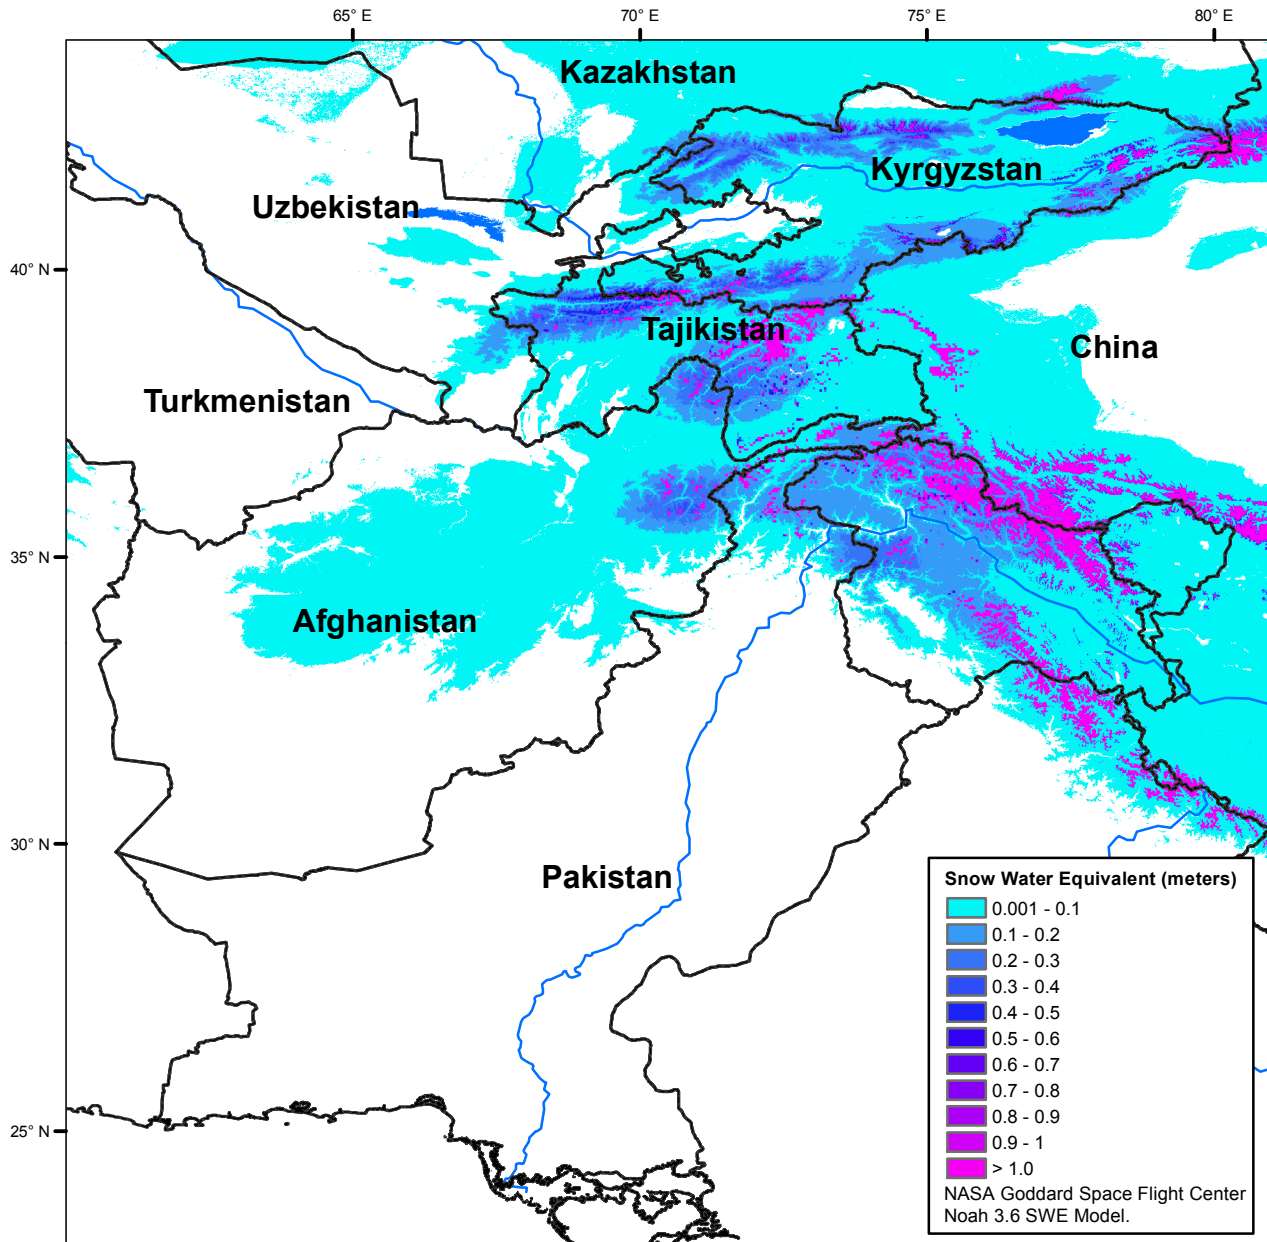 65° E
70° E
75° E
80° E
Kazakhstan
Kyrgyzstan
Uzbekistan
40° N
Tajikistan
China
Turkmenistan
35° N
Afghanistan
30° N
Pakistan
25° N
Snow Water Equivalent (meters)
0.001 - 0.1
0.1 - 0.2
0.2 - 0.3
0.3 - 0.4
0.4 - 0.5
0.5 - 0.6
0.6 - 0.7
0.7 - 0.8
0.8 - 0.9
0.9 - 1
> 1.0
NASA Goddard Space Flight Center
Noah 3.6 SWE Model.